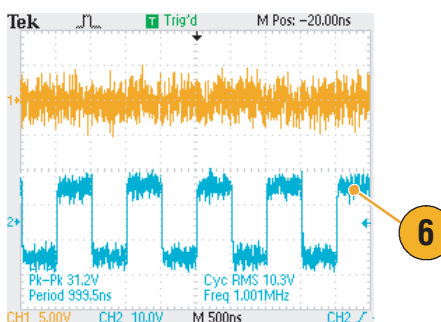 Tek T Trig'd M Pos: -20.00ns
1
2
6
Pk-Pk 31.2V Cyc RMS 10.3V
Period 999.5ns Freq 1.001MHz
CH1 5.00V CH2 10.0V M 500ns CH2